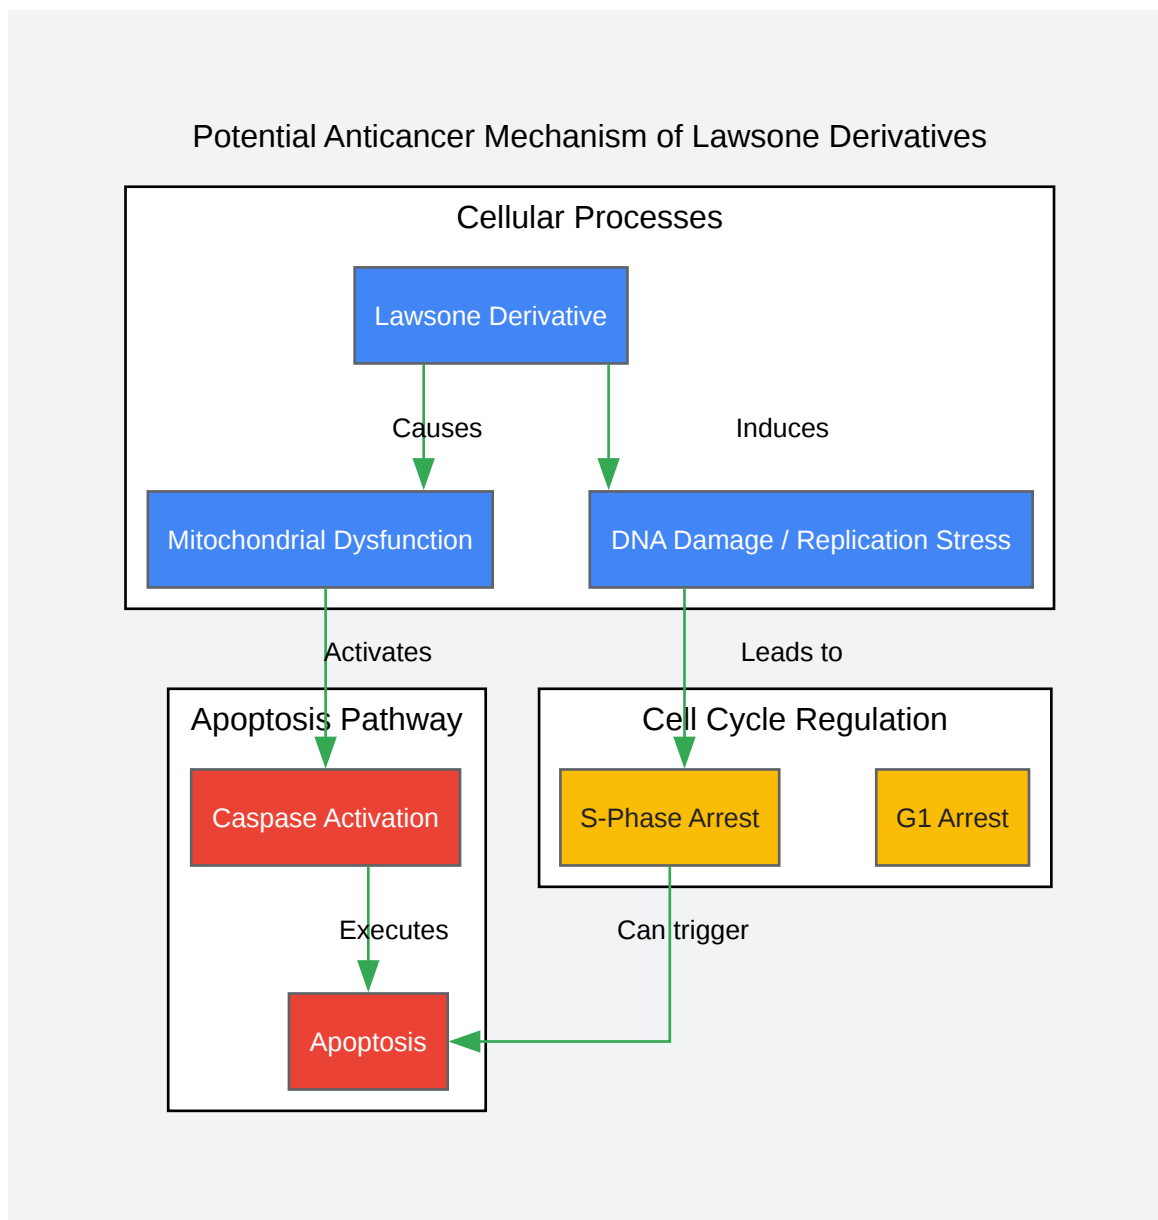 Potential Anticancer Mechanism of Lawsone Derivatives
Cellular Processes
Lawsone Derivative
Causes
Induces
Mitochondrial Dysfunction
DNA Damage / Replication Stress
Activates
Leads to
Apoptosis Pathway
Cell Cycle Regulation
Caspase Activation
S-Phase Arrest
G1 Arrest
Executes
Can trigger
Apoptosis